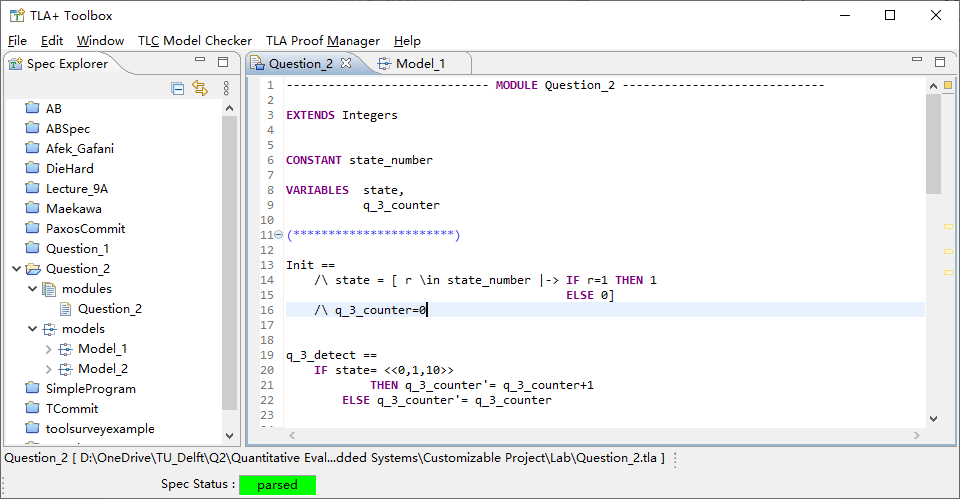 TLA+ Toolbox
File Edit Window TLC Model Checker TLA Proof Manager Help
Spec Explorer
AB
ABSpec
Afek_Gafani
DieHard
Lecture_9A
Maekawa
PaxosCommit
Question_1
Question_2
modules
Question_2
models
Model_1
Model_2
SimpleProgram
TCommit
toolsurveyexample
Question_2 Model_1
1 ----------------------------- MODULE Question_2 -----------------------------
2
3 EXTENDS Integers
4
5
6 CONSTANT state_number
7
8 VARIABLES state,
9 q_3_counter
10
11 (***********************)
12
13 Init ==
14 /\ state = [ r \in state_number |-> IF r=1 THEN 1
15 ELSE 0]
16 /\ q_3_counter=0
17
18
19 q_3_detect ==
20 IF state= <<0,1,10>>
21 THEN q_3_counter'= q_3_counter+1
22 ELSE q_3_counter'= q_3_counter
23
Question_2 [ D:\OneDrive\TU_Delft\Q2\Quantitative Eval...dded Systems\Customizable Project\Lab\Question_2.tla ]
Spec Status : parsed